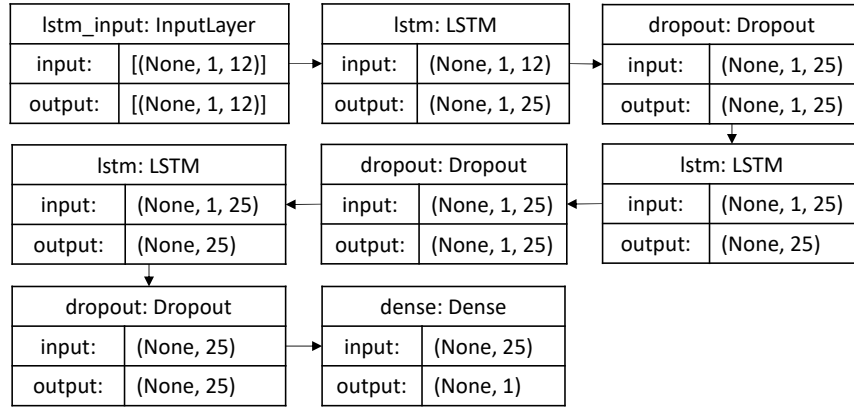 lstm_input: InputLayer
input: [(None, 1, 12)]
output: [(None, 1, 12)]
lstm: LSTM
input: (None, 1, 12)
output: (None, 1, 25)
dropout: Dropout
input: (None, 1, 25)
output: (None, 1, 25)
lstm: LSTM
input: (None, 1, 25)
output: (None, 25)
dropout: Dropout
input: (None, 1, 25)
output: (None, 1, 25)
lstm: LSTM
input: (None, 1, 25)
output: (None, 25)
dropout: Dropout
input: (None, 25)
output: (None, 25)
dense: Dense
input: (None, 25)
output: (None, 1)